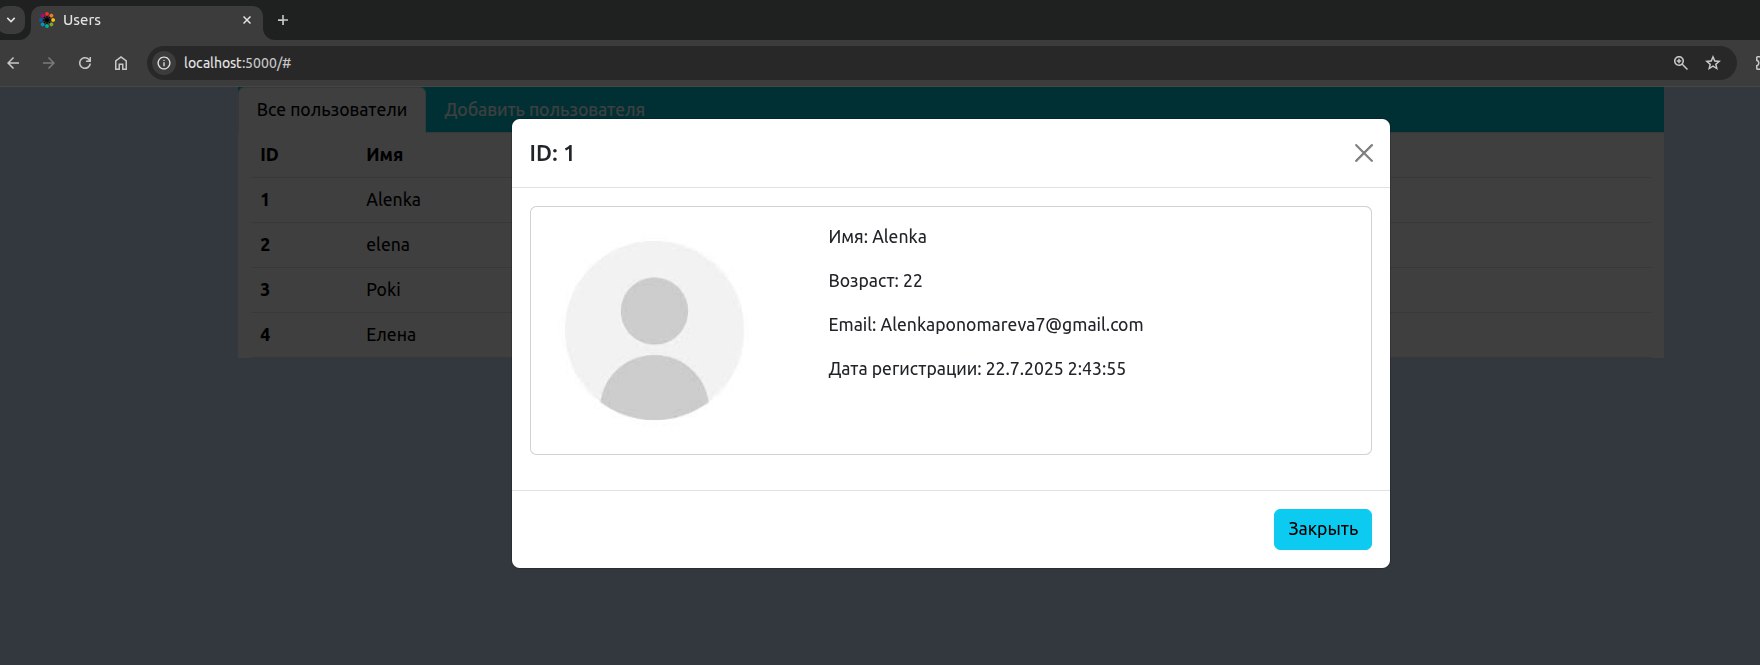 Users
localhost:5000/#
Все пользователи
Добавить пользователя
ID
Имя
1
Alenka
2
elena
3
Poki
4
Елена
ID: 1
Имя: Alenka
Возраст: 22
Email: Alenkaponomareva7@gmail.com
Дата регистрации: 22.7.2025 2:43:55
Закрыть